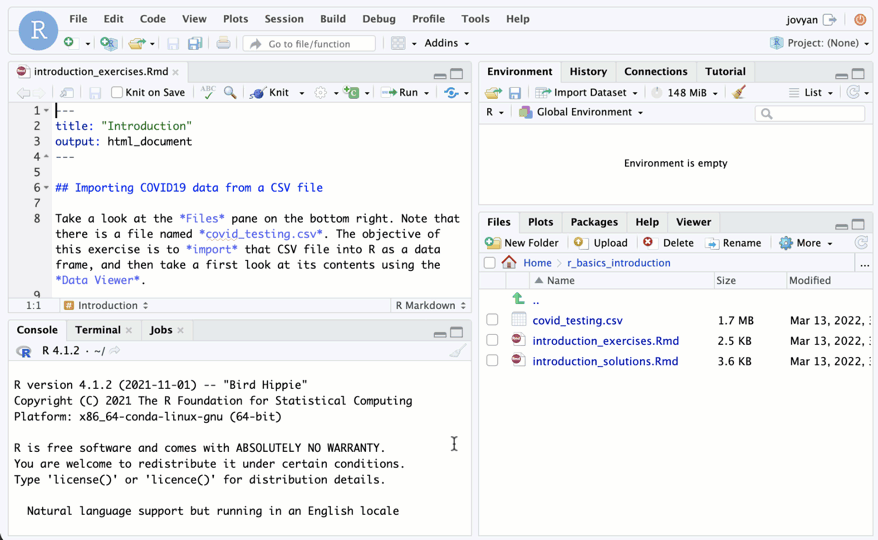 File Edit Code View Plots Session Build Debug Profile Tools Help
jovyan
R
Go to file/function
Addins
Project: (None)
introduction_exercises.Rmd
Knit on Save
ABC
Knit
Run
1 ---
2 title: "Introduction"
3 output: html_document
4 ---
5
6 ## Importing COVID19 data from a CSV file
7
8 Take a look at the *Files* pane on the bottom right. Note that
there is a file named *covid_testing.csv*. The objective of
this exercise is to *import* that CSV file into R as a data
frame, and then take a first look at its contents using the
*Data Viewer*.
9
1:1 # Introduction R Markdown
Console Terminal Jobs
R R 4.1.2 · ~/
R version 4.1.2 (2021-11-01) -- "Bird Hippie"
Copyright (C) 2021 The R Foundation for Statistical Computing
Platform: x86_64-conda-linux-gnu (64-bit)
R is free software and comes with ABSOLUTELY NO WARRANTY.
You are welcome to redistribute it under certain conditions.
Type 'license()' or 'licence()' for distribution details.
Natural language support but running in an English locale
Environment History Connections Tutorial
Import Dataset 148 MiB List
R Global Environment
Environment is empty
Files Plots Packages Help Viewer
New Folder Upload Delete Rename More
Home r_basics_introduction ...
Name Size Modified
..
covid_testing.csv 1.7 MB Mar 13, 2022,
introduction_exercises.Rmd 2.5 KB Mar 13, 2022,
introduction_solutions.Rmd 3.6 KB Mar 13, 2022,